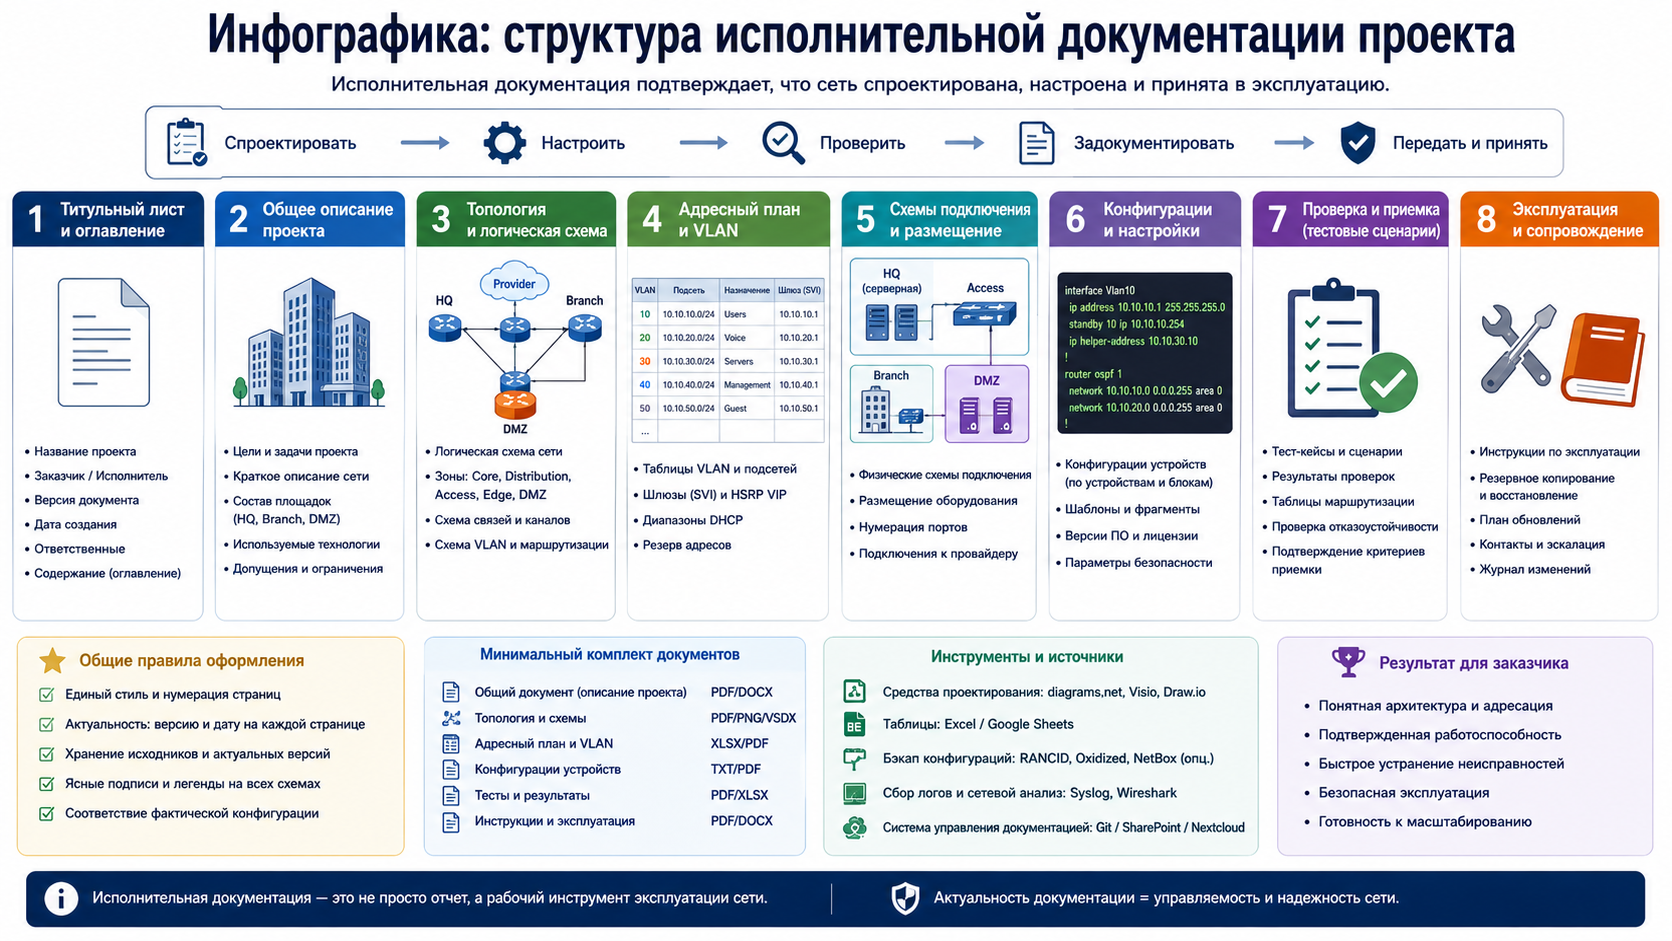 Инфографика: структура исполнительной документации проекта
Исполнительная документация подтверждает, что сеть спроектирована, настроена и принята в эксплуатацию.
Спроектировать
Настроить
Проверить
Задокументировать
Передать и принять
1 Титульный лист
и оглавление
• Название проекта
• Заказчик / Исполнитель
• Версия документа
• Дата создания
• Ответственные
• Содержание (оглавление)
2 Общее описание
проекта
• Цели и задачи проекта
• Краткое описание сети
• Состав площадок
(HQ, Branch, DMZ)
• Используемые технологии
• Допущения и ограничения
3 Топология
и логическая схема
Provider
HQ
Branch
DMZ
• Логическая схема сети
• Зоны: Core, Distribution,
Access, Edge, DMZ
• Схема связей и каналов
• Схема VLAN и маршрутизации
4 Адресный план
и VLAN
VLAN Подсеть Назначение Шлюз (SVI)
10 10.10.10.0/24 Users 10.10.10.1
20 10.10.20.0/24 Voice 10.10.20.1
30 10.10.30.0/24 Servers 10.10.30.1
40 10.10.40.0/24 Management 10.10.40.1
50 10.10.50.0/24 Guest 10.10.50.1
...
• Таблицы VLAN и подсетей
• Шлюзы (SVI) и HSRP VIP
• Диапазоны DHCP
• Резерв адресов
5 Схемы подключения
и размещение
HQ
(серверная)
Access
Branch
DMZ
• Физические схемы подключения
• Размещение оборудования
• Нумерация портов
• Подключения к провайдеру
6 Конфигурации
и настройки
interface Vlan10
ip address 10.10.10.1 255.255.255.0
standby 10 ip 10.10.10.254
ip helper-address 10.10.30.10
!
router ospf 1
network 10.10.10.0 0.0.0.255 area 0
network 10.10.20.0 0.0.0.255 area 0
!
• Конфигурации устройств
(по устройствам и блокам)
• Шаблоны и фрагменты
• Версии ПО и лицензии
• Параметры безопасности
7 Проверка и приемка
(тестовые сценарии)
• Тест-кейсы и сценарии
• Результаты проверок
• Таблицы маршрутизации
• Проверка отказоустойчивости
• Подтверждение критериев
приемки
8 Эксплуатация
и сопровождение
• Инструкции по эксплуатации
• Резервное копирование
и восстановление
• План обновлений
• Контакты и эскалация
• Журнал изменений
Общие правила оформления
Единый стиль и нумерация страниц
Актуальность: версию и дату на каждой странице
Хранение исходников и актуальных версий
Ясные подписи и легенды на всех схемах
Соответствие фактической конфигурации
Минимальный комплект документов
Общий документ (описание проекта) PDF/DOCX
Топология и схемы PDF/PNG/VSDX
Адресный план и VLAN XLSX/PDF
Конфигурации устройств TXT/PDF
Тесты и результаты PDF/XLSX
Инструкции и эксплуатация PDF/DOCX
Инструменты и источники
Средства проектирования: diagrams.net, Visio, Draw.io
BE Таблицы: Excel / Google Sheets
Бэкап конфигураций: RANCID, Oxidized, NetBox (опц.)
Сбор логов и сетевой анализ: Syslog, Wireshark
Система управления документацией: Git / SharePoint / Nextcloud
Результат для заказчика
• Понятная архитектура и адресация
• Подтвержденная работоспособность
• Быстрое устранение неисправностей
• Безопасная эксплуатация
• Готовность к масштабированию
Исполнительная документация — это не просто отчет, а рабочий инструмент эксплуатации сети.
Актуальность документации = управляемость и надежность сети.